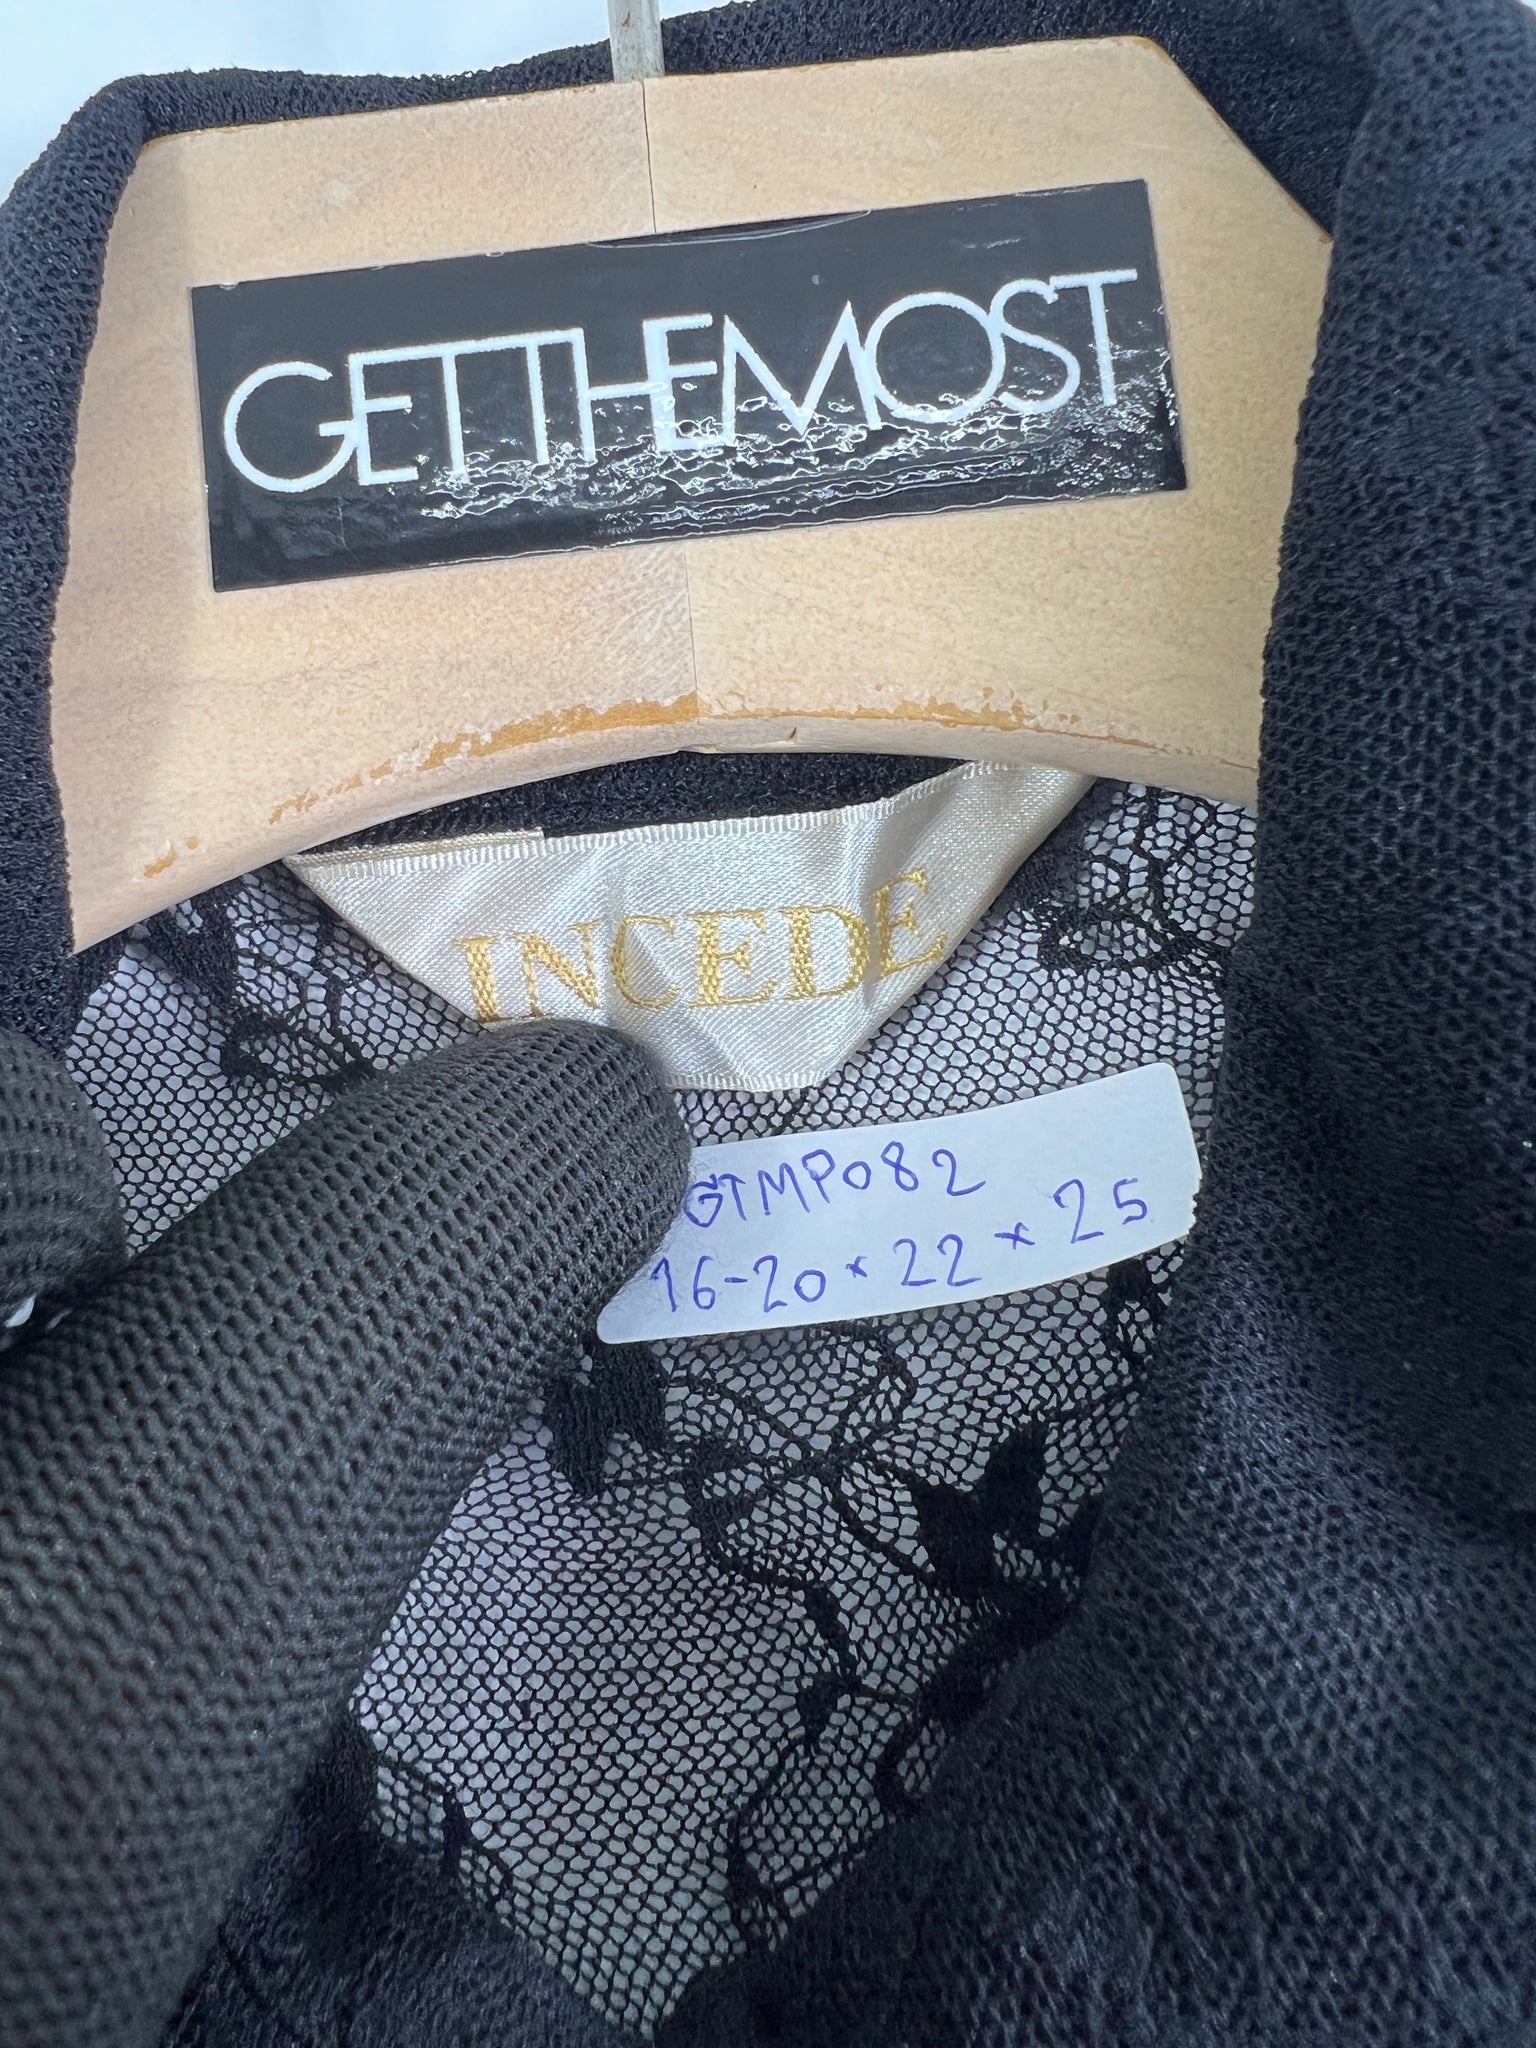 GETTHEMOST
INCEDE
GTMP082
16-20 × 22 × 25